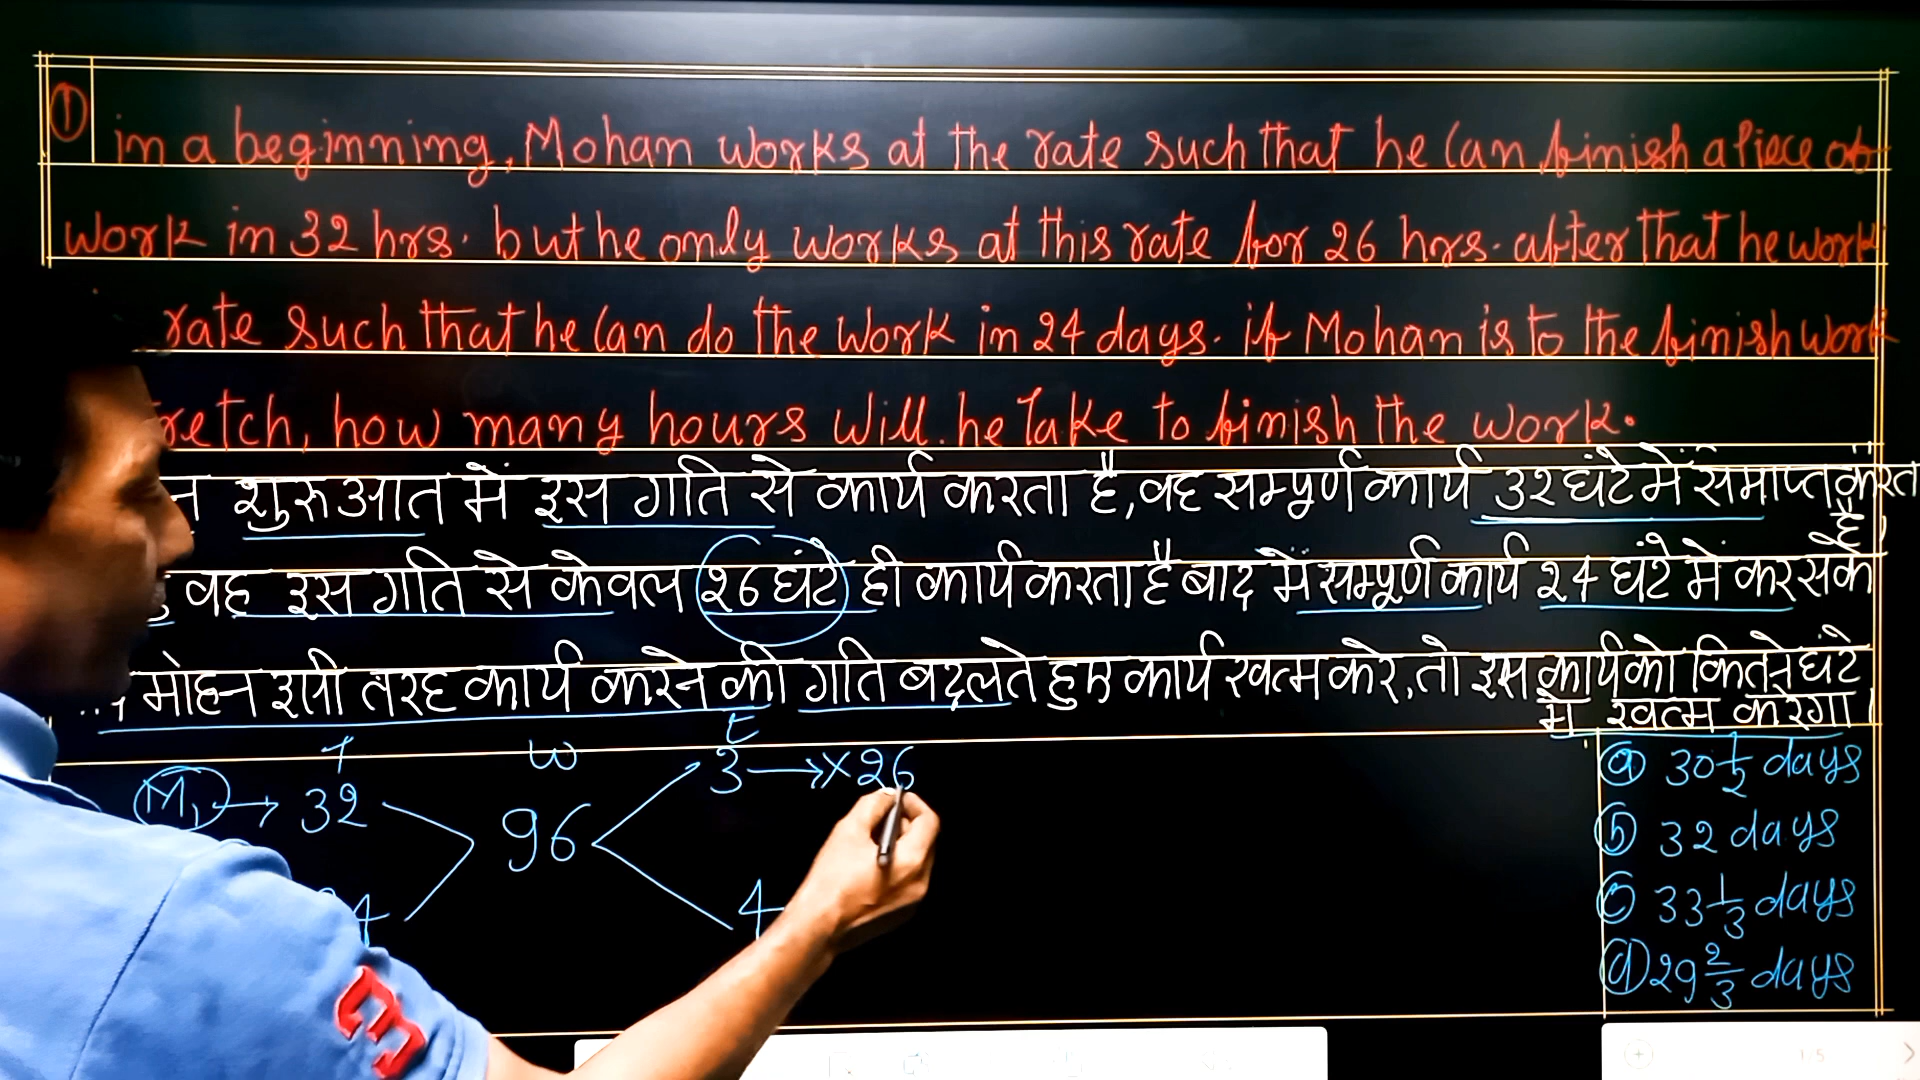 ① in a beginning, Mohan works at the rate such that he can finish a piece of
work in 32 hrs. but he only works at this rate for 26 hrs. after that he work
rate such that he can do the work in 24 days. if Mohan is to the finish work
retch, how many hours will he take to finish the work.
न शुरुआत में इस गति से कार्य करता है, वह सम्पूर्ण कार्य ३२ घंटे में समाप्त करता
है।
वह इस गति से केवल २6 घंटे ही कार्य करता है बाद में सम्पूर्ण कार्य २4 घंटे में कर सके
मोहन इसी तरह कार्य करने की गति बदलते हुए कार्य खत्म करे, तो इस कार्य को कितने घंटे
में खत्म करेगा।
T W E
M₁ → 32 96 3 → × 26
4 4
ⓐ 30 1/2 days
ⓑ 32 days
ⓒ 33 1/3 days
ⓓ 29 2/3 days